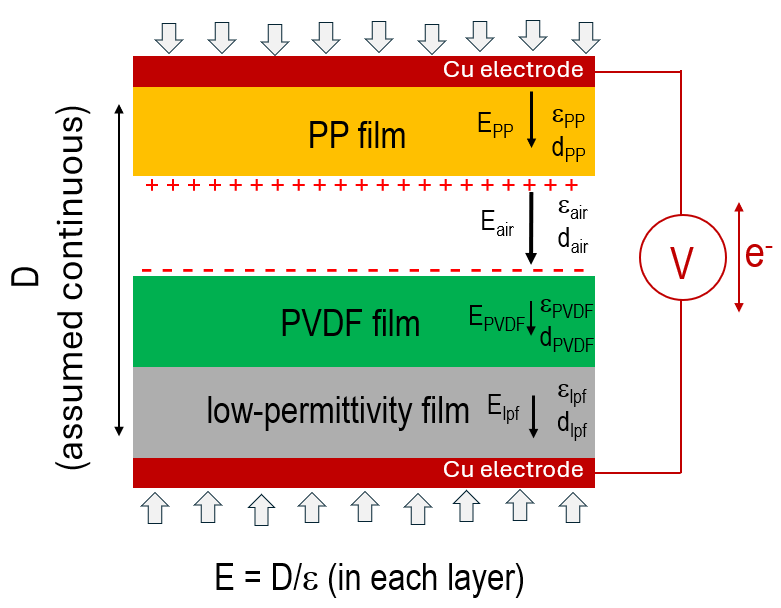 Cu electrode
PP film
E_PP
ε_PP
d_PP
+ + + + + + + + + + + + + + + + + + + +
E_air
ε_air
d_air
D
(assumed continuous)
V
e⁻
PVDF film
E_PVDF
ε_PVDF
d_PVDF
low-permittivity film
E_lpf
ε_lpf
d_lpf
Cu electrode
E = D/ε (in each layer)